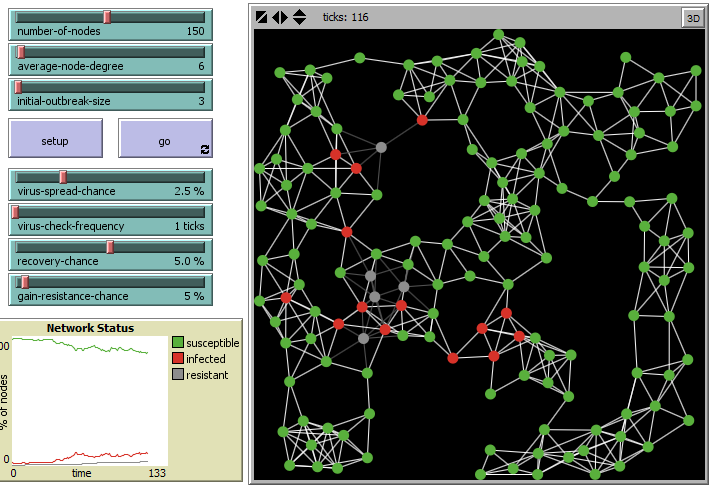 number-of-nodes 150
average-node-degree 6
initial-outbreak-size 3
setup go
virus-spread-chance 2.5 %
virus-check-frequency 1 ticks
recovery-chance 5.0 %
gain-resistance-chance 5 %
Network Status
% of nodes
00
0
0 time 133
susceptible
infected
resistant
ticks: 116
3D